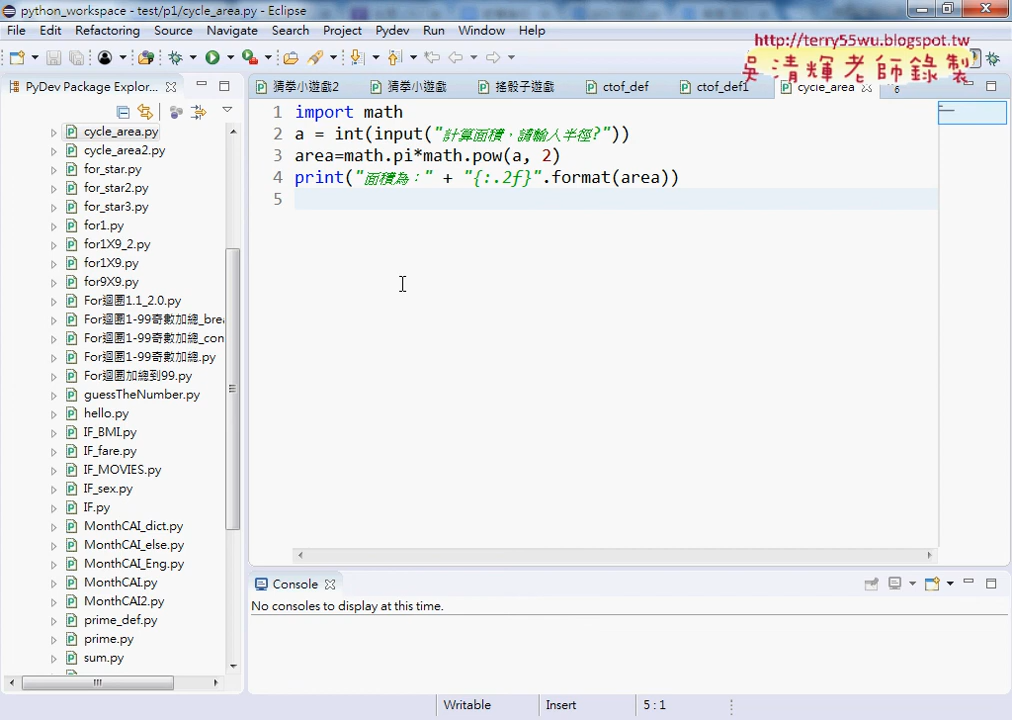 python_workspace - test/p1/cycle_area.py - Eclipse
File Edit Refactoring Source Navigate Search Project Pydev Run Window Help
http://terry55wu.blogspot.tw
吳清輝老師錄製
PyDev Package Explor...
猜拳小遊戲2
猜拳小遊戲
搖骰子遊戲
ctof_def
ctof_def1
cycle_area
6
cycle_area.py
cycle_area2.py
for_star.py
for_star2.py
for_star3.py
for1.py
for1X9_2.py
for1X9.py
for9X9.py
For迴圈1.1_2.0.py
For迴圈1-99奇數加總_bre
For迴圈1-99奇數加總_con
For迴圈1-99奇數加總.py
For迴圈加總到99.py
guessTheNumber.py
hello.py
IF_BMI.py
IF_fare.py
IF_MOVIES.py
IF_sex.py
IF.py
MonthCAI_dict.py
MonthCAI_else.py
MonthCAI_Eng.py
MonthCAI.py
MonthCAI2.py
prime_def.py
prime.py
sum.py
1 import math
2 a = int(input("計算面積，請輸入半徑?"))
3 area=math.pi*math.pow(a, 2)
4 print("面積為：" + "{:.2f}".format(area))
5
Console
No consoles to display at this time.
Writable Insert 5 : 1